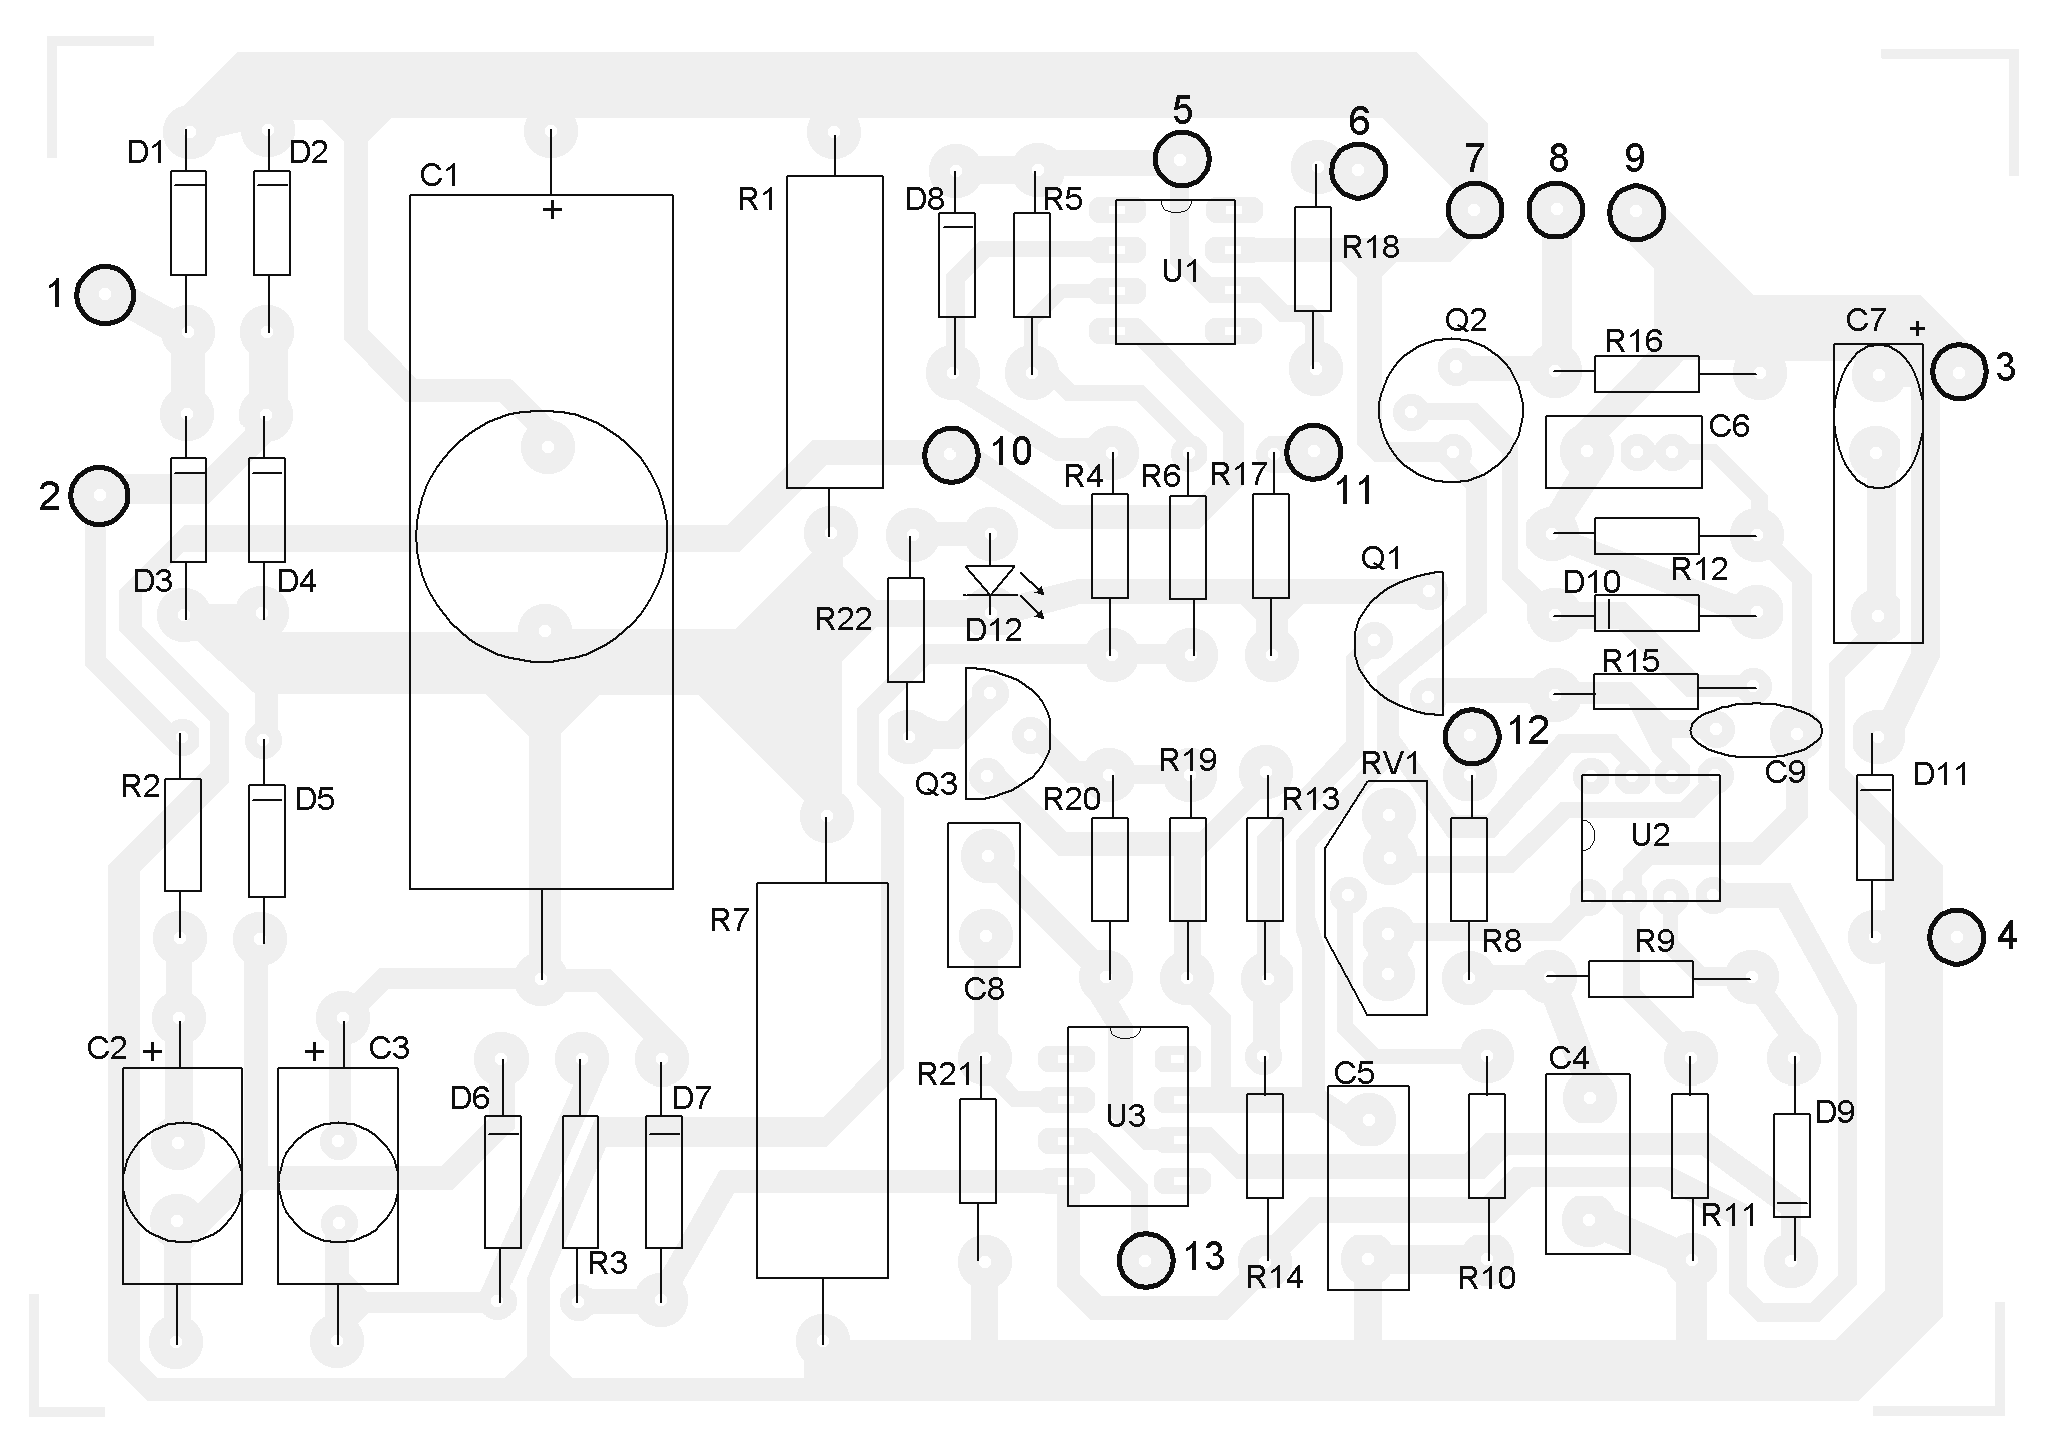 5
6
7
8
9
D1
D2
C1
+
R1
D8
R5
R18
U1
1
Q2
R16
C7
+
3
C6
10
R4
R6
R17
11
2
D3
D4
R22
D12
Q1
R12
D10
R15
12
R2
D5
Q3
R20
R19
R13
RV1
C9
D11
U2
R7
R8
R9
4
C8
C2
+
+
C3
D6
D7
R21
U3
C5
C4
D9
R3
13
R14
R10
R11